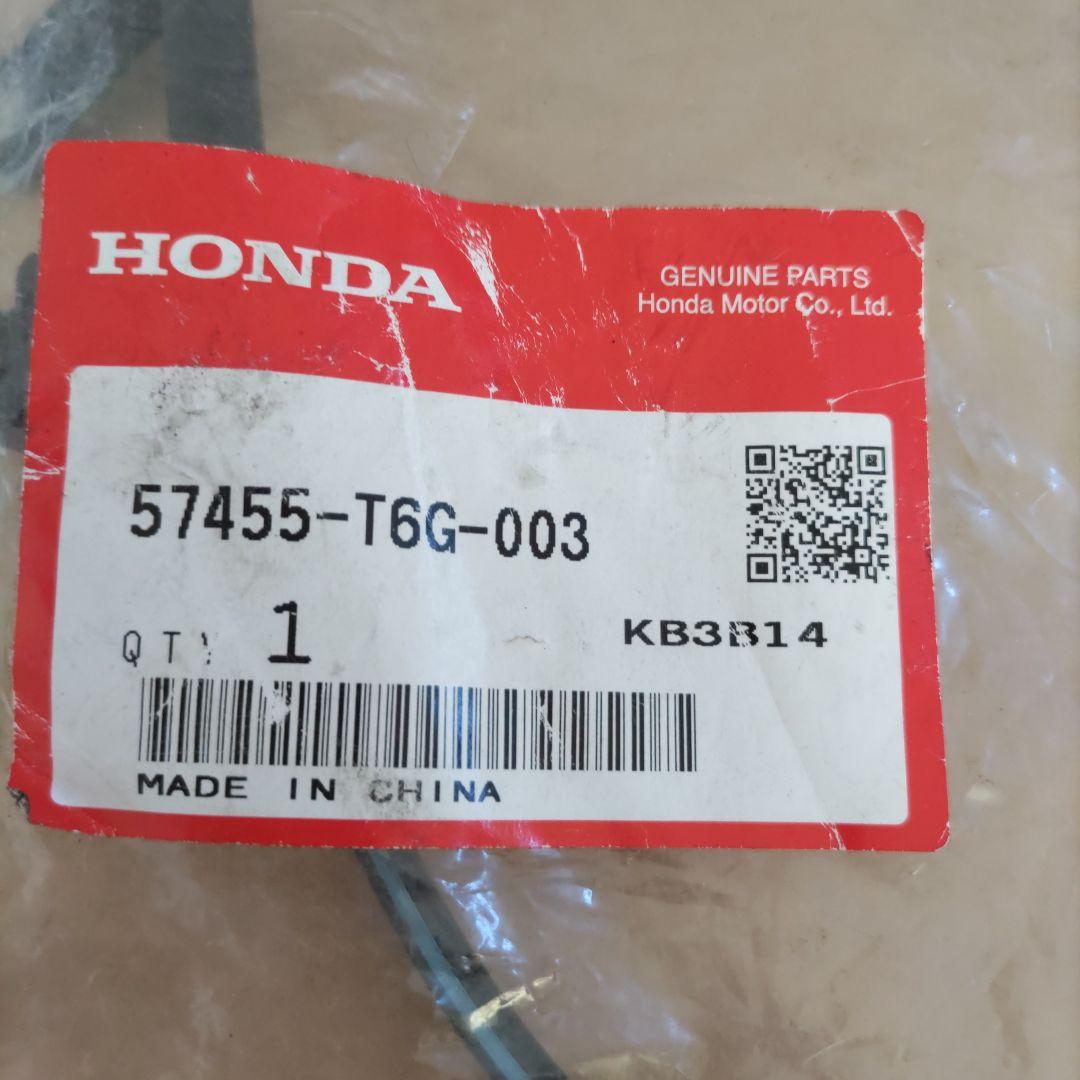 HONDA
GENUINE PARTS
Honda Motor Co., Ltd.
57455-T6G-003
QTY 1
KB3B14
MADE IN CHINA